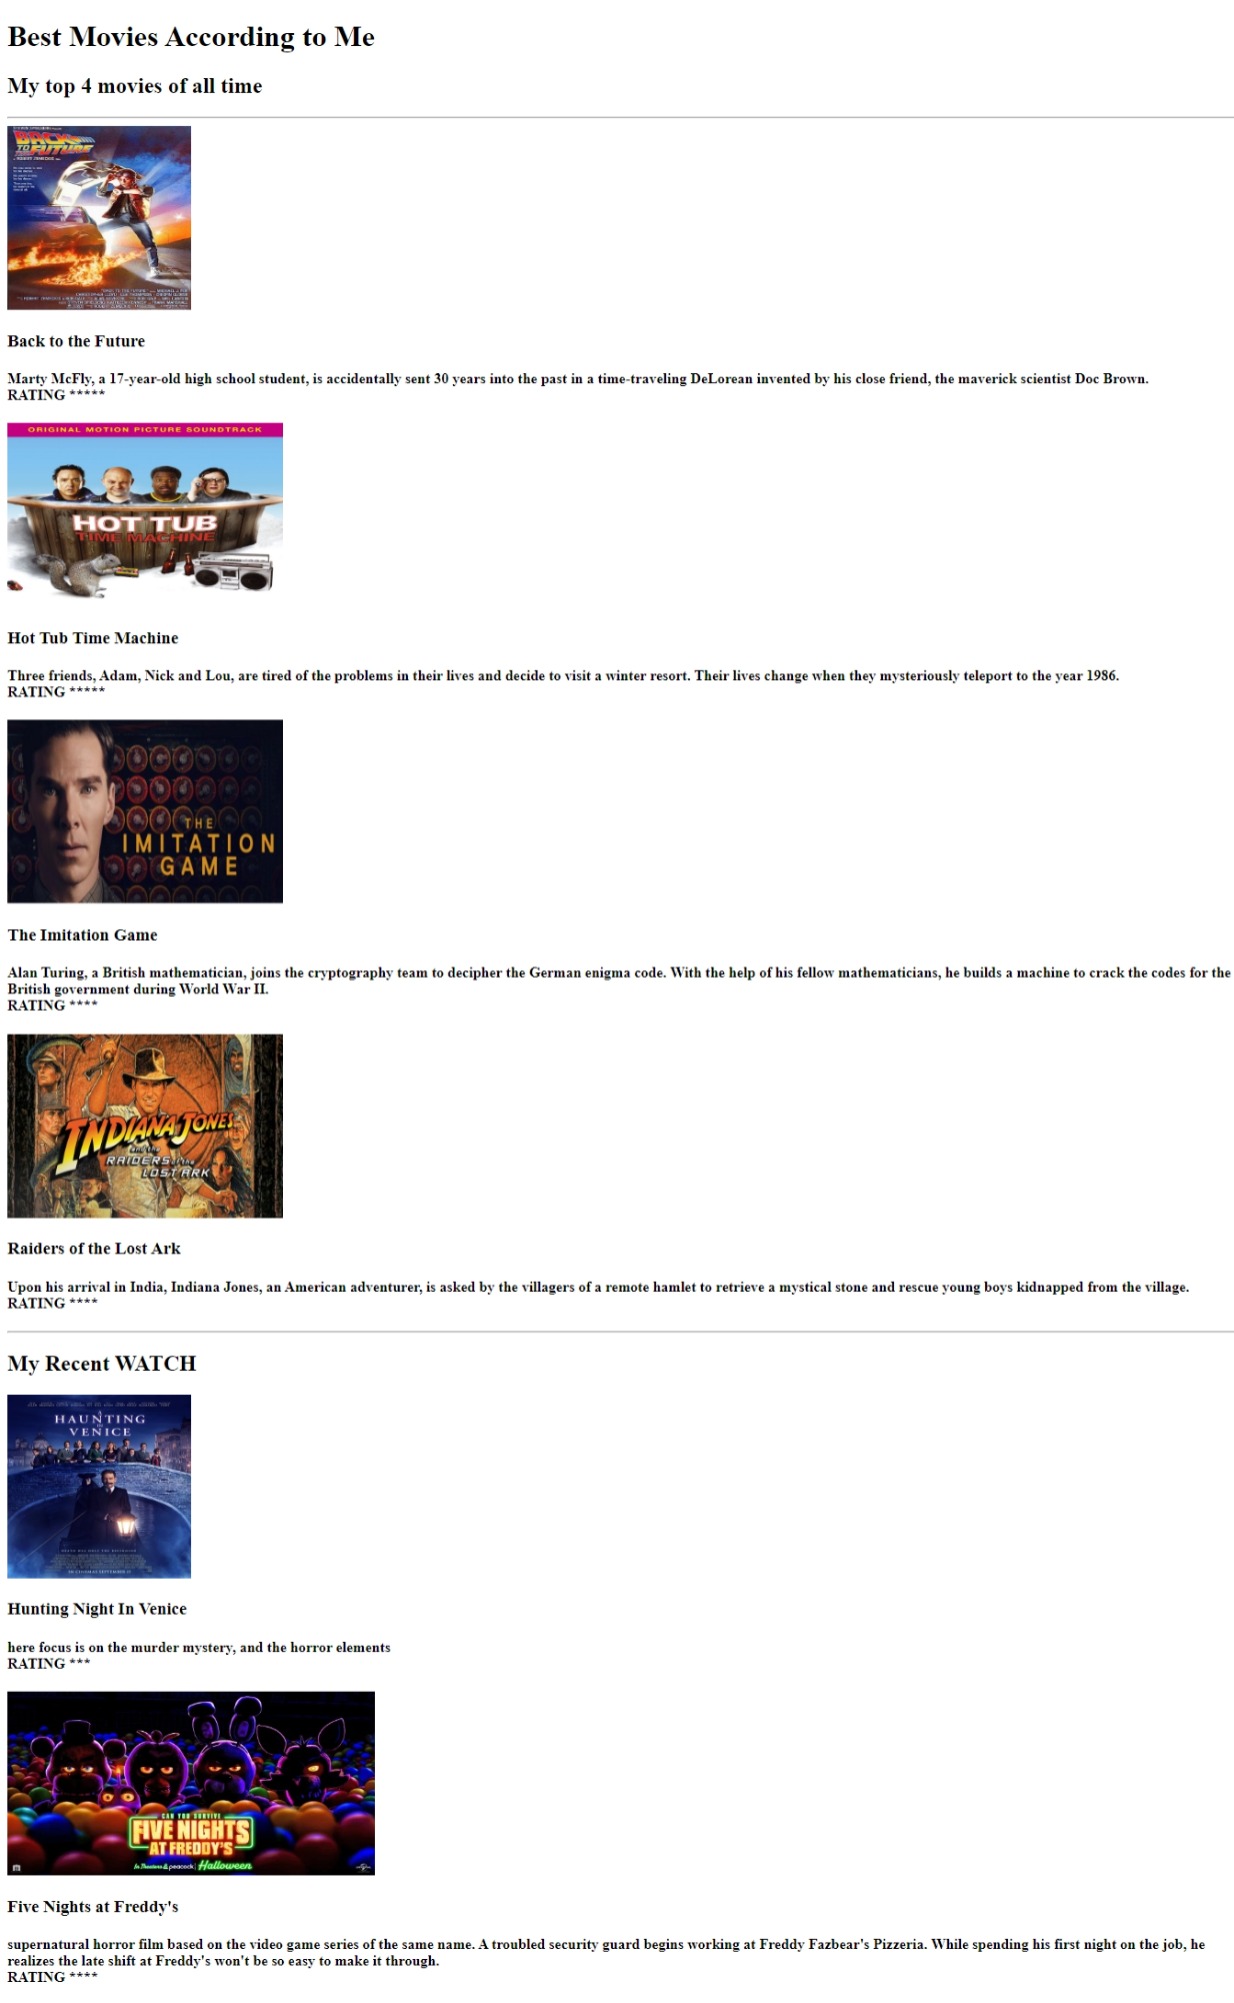 Best Movies According to Me
My top 4 movies of all time
BACK
TO THE
FUTURE
Back to the Future
Marty McFly, a 17-year-old high school student, is accidentally sent 30 years into the past in a time-traveling DeLorean invented by his close friend, the maverick scientist Doc Brown.
RATING *****
ORIGINAL MOTION PICTURE SOUNDTRACK
HOT TUB
TIME MACHINE
Hot Tub Time Machine
Three friends, Adam, Nick and Lou, are tired of the problems in their lives and decide to visit a winter resort. Their lives change when they mysteriously teleport to the year 1986.
RATING *****
THE
IMITATION
GAME
The Imitation Game
Alan Turing, a British mathematician, joins the cryptography team to decipher the German enigma code. With the help of his fellow mathematicians, he builds a machine to crack the codes for the
British government during World War II.
RATING ****
INDIANA JONES
and the
RAIDERS of the
LOST ARK
Raiders of the Lost Ark
Upon his arrival in India, Indiana Jones, an American adventurer, is asked by the villagers of a remote hamlet to retrieve a mystical stone and rescue young boys kidnapped from the village.
RATING ****
My Recent WATCH
A
HAUNTING
IN
VENICE
IN CINEMAS SEPTEMBER
Hunting Night In Venice
here focus is on the murder mystery, and the horror elements
RATING ***
CAN YOU SURVIVE
FIVE NIGHTS
AT FREDDY'S
In Theaters & peacock Halloween
Five Nights at Freddy's
supernatural horror film based on the video game series of the same name. A troubled security guard begins working at Freddy Fazbear's Pizzeria. While spending his first night on the job, he
realizes the late shift at Freddy's won't be so easy to make it through.
RATING ****